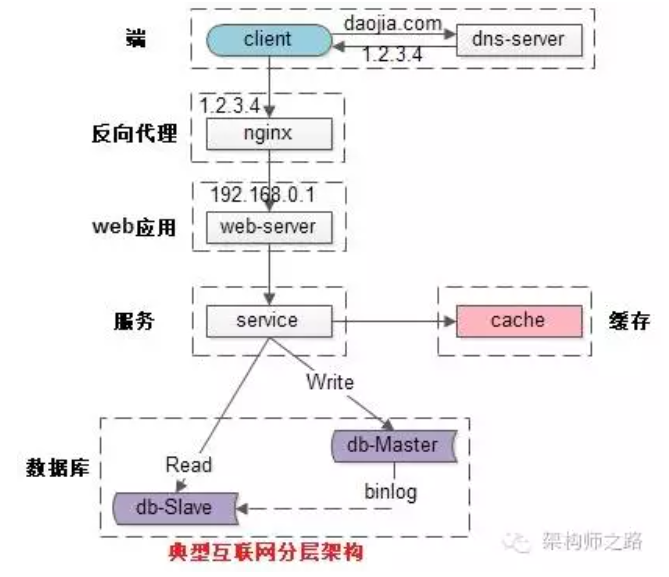 端
client
daojia.com
1.2.3.4
dns-server
反向代理
1.2.3.4
nginx
web应用
192.168.0.1
web-server
服务
service
cache
缓存
Write
数据库
Read
db-Master
binlog
db-Slave
典型互联网分层架构
架构师之路